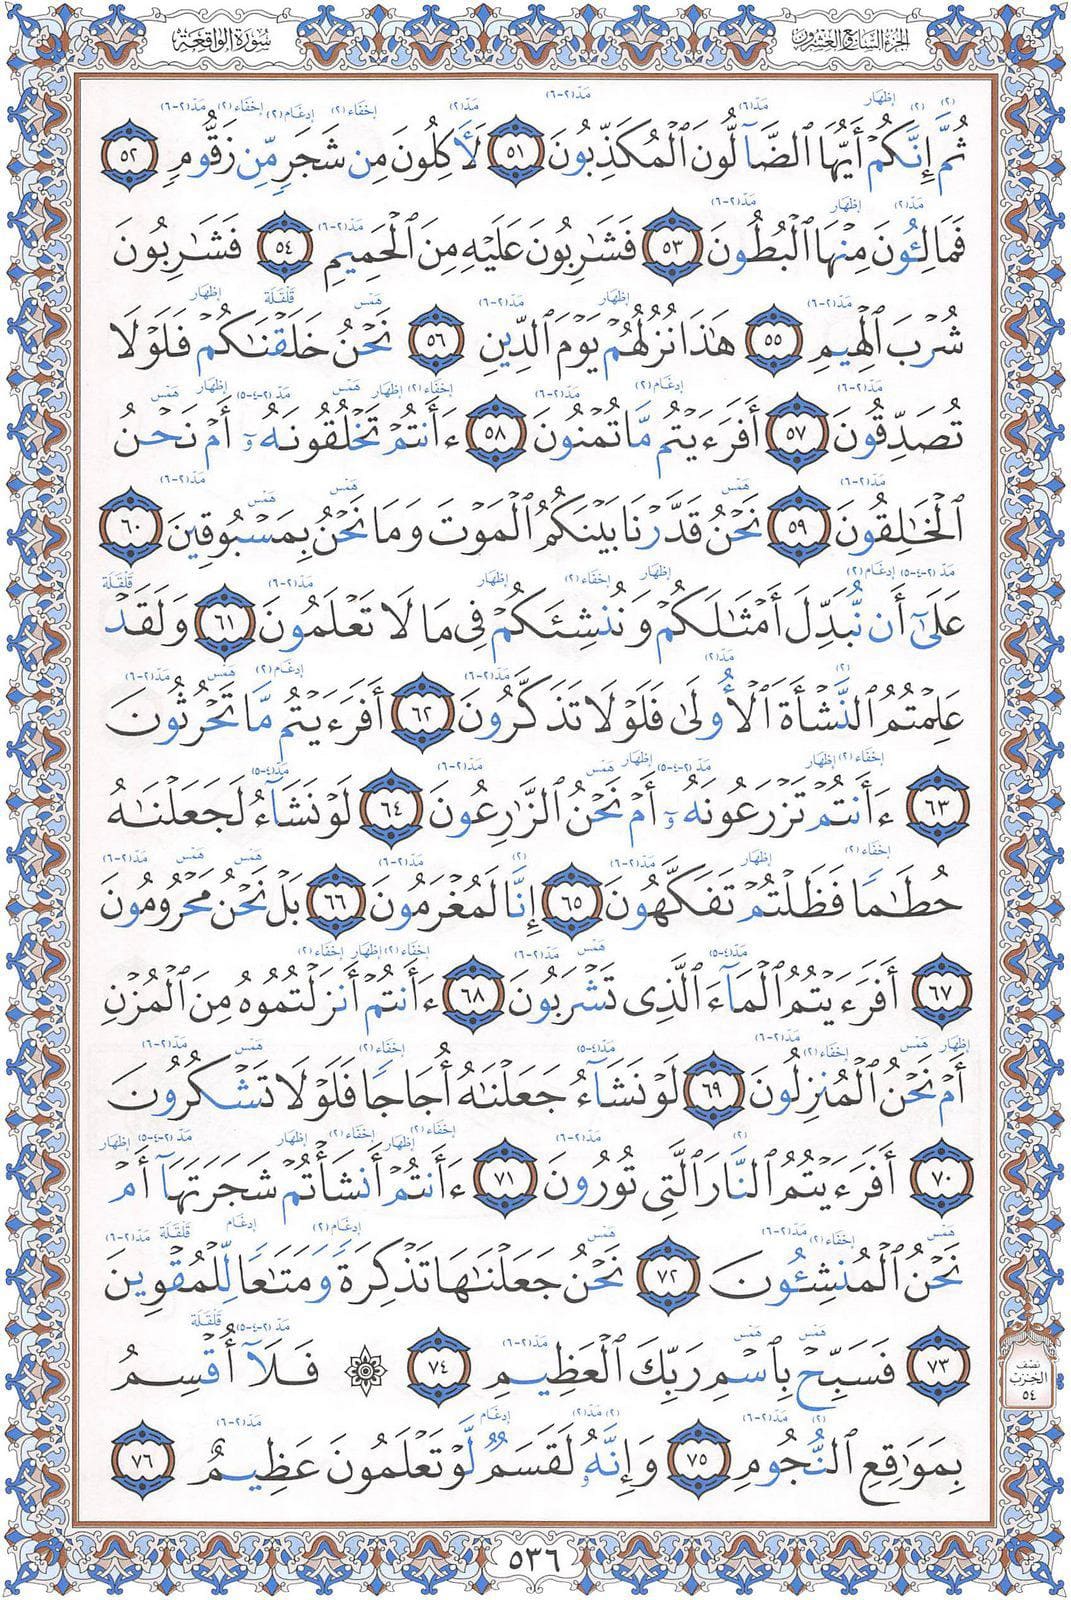 الجزء السابع والعشرون
سورة الواقعة
ثُمَّ إِنَّكُمْ أَيُّهَا ٱلضَّآلُّونَ ٱلْمُكَذِّبُونَ ٥١ لَأٓكِلُونَ مِن شَجَرٍ مِّن زَقُّومٍ ٥٢
فَمَالِـُٔونَ مِنْهَا ٱلْبُطُونَ ٥٣ فَشَٰرِبُونَ عَلَيْهِ مِنَ ٱلْحَمِيمِ ٥٤ فَشَٰرِبُونَ
شُرْبَ ٱلْهِيمِ ٥٥ هَٰذَا نُزُلُهُمْ يَوْمَ ٱلدِّينِ ٥٦ نَحْنُ خَلَقْنَٰكُمْ فَلَوْلَا
تُصَدِّقُونَ ٥٧ أَفَرَءَيْتُم مَّا تُمْنُونَ ٥٨ ءَأَنتُمْ تَخْلُقُونَهُۥٓ أَمْ نَحْنُ
ٱلْخَٰلِقُونَ ٥٩ نَحْنُ قَدَّرْنَا بَيْنَكُمُ ٱلْمَوْتَ وَمَا نَحْنُ بِمَسْبُوقِينَ ٦٠
عَلَىٰٓ أَن نُّبَدِّلَ أَمْثَٰلَكُمْ وَنُنشِئَكُمْ فِى مَا لَا تَعْلَمُونَ ٦١ وَلَقَدْ
عَلِمْتُمُ ٱلنَّشْأَةَ ٱلْأُولَىٰ فَلَوْلَا تَذَكَّرُونَ ٦٢ أَفَرَءَيْتُم مَّا تَحْرُثُونَ
٦٣ ءَأَنتُمْ تَزْرَعُونَهُۥٓ أَمْ نَحْنُ ٱلزَّٰرِعُونَ ٦٤ لَوْ نَشَآءُ لَجَعَلْنَٰهُ
حُطَٰمًا فَظَلْتُمْ تَفَكَّهُونَ ٦٥ إِنَّا لَمُغْرَمُونَ ٦٦ بَلْ نَحْنُ مَحْرُومُونَ
٦٧ أَفَرَءَيْتُمُ ٱلْمَآءَ ٱلَّذِى تَشْرَبُونَ ٦٨ ءَأَنتُمْ أَنزَلْتُمُوهُ مِنَ ٱلْمُزْنِ
أَمْ نَحْنُ ٱلْمُنزِلُونَ ٦٩ لَوْ نَشَآءُ جَعَلْنَٰهُ أُجَاجًا فَلَوْلَا تَشْكُرُونَ
٧٠ أَفَرَءَيْتُمُ ٱلنَّارَ ٱلَّتِى تُورُونَ ٧١ ءَأَنتُمْ أَنشَأْتُمْ شَجَرَتَهَآ أَمْ
نَحْنُ ٱلْمُنشِـُٔونَ ٧٢ نَحْنُ جَعَلْنَٰهَا تَذْكِرَةً وَمَتَٰعًا لِّلْمُقْوِينَ
٧٣ فَسَبِّحْ بِٱسْمِ رَبِّكَ ٱلْعَظِيمِ ٧٤ ۞ فَلَآ أُقْسِمُ
نصف
الحزب
٥٤
بِمَوَٰقِعِ ٱلنُّجُومِ ٧٥ وَإِنَّهُۥ لَقَسَمٌ لَّوْ تَعْلَمُونَ عَظِيمٌ ٧٦
٥٣٦